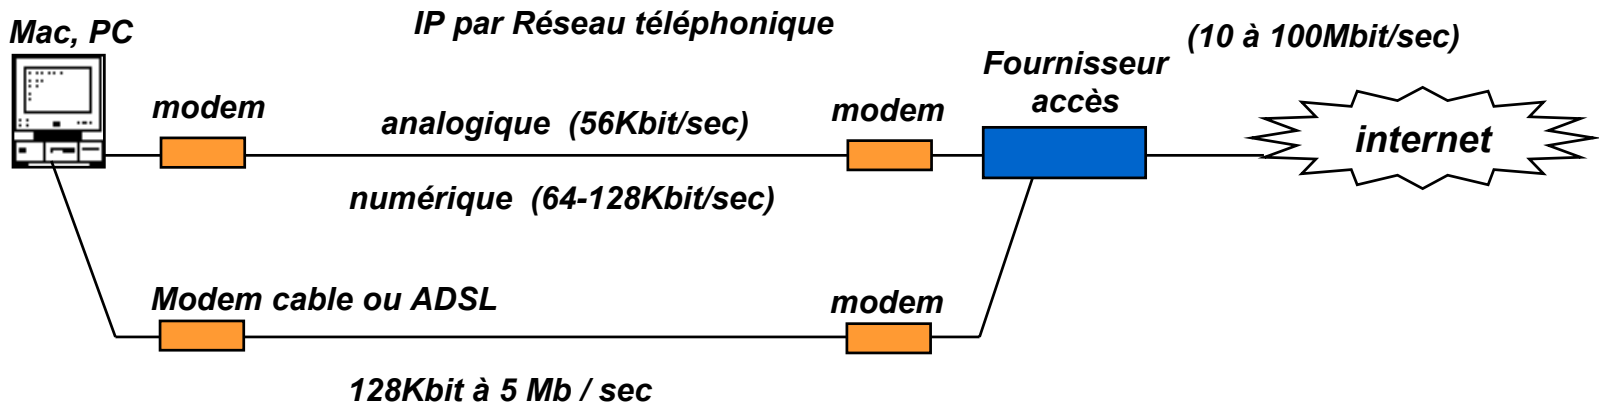 IP par Réseau téléphonique
Mac, PC
(10 à 100Mbit/sec)
Fournisseur
accès
modem
analogique (56Kbit/sec)
modem
internet
numérique (64-128Kbit/sec)
Modem cable ou ADSL
modem
128Kbit à 5 Mb / sec